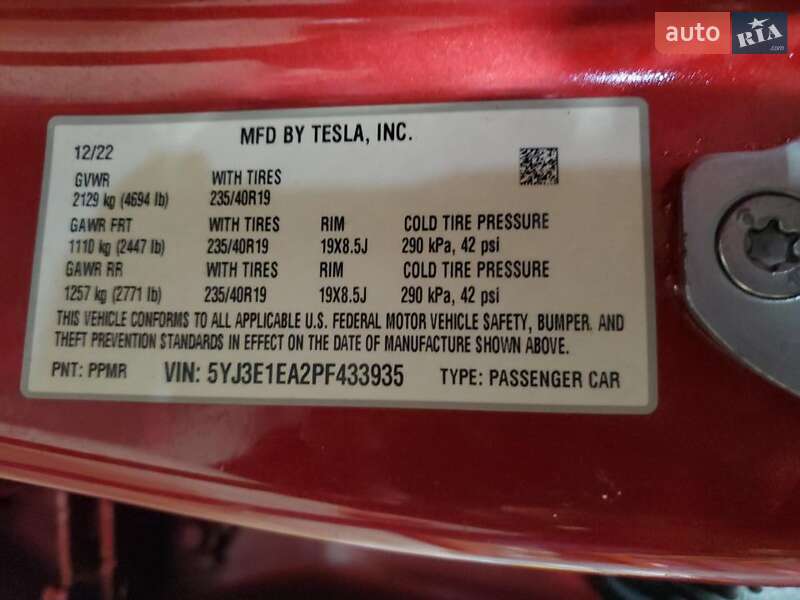 auto RIA.com
MFD BY TESLA, INC.
12/22
GVWR WITH TIRES
2129 kg (4694 lb) 235/40R19
GAWR FRT WITH TIRES RIM COLD TIRE PRESSURE
1110 kg (2447 lb) 235/40R19 19X8.5J 290 kPa, 42 psi
GAWR RR WITH TIRES RIM COLD TIRE PRESSURE
1257 kg (2771 lb) 235/40R19 19X8.5J 290 kPa, 42 psi
THIS VEHICLE CONFORMS TO ALL APPLICABLE U.S. FEDERAL MOTOR VEHICLE SAFETY, BUMPER, AND
THEFT PREVENTION STANDARDS IN EFFECT ON THE DATE OF MANUFACTURE SHOWN ABOVE.
PNT: PPMR VIN: 5YJ3E1EA2PF433935 TYPE: PASSENGER CAR